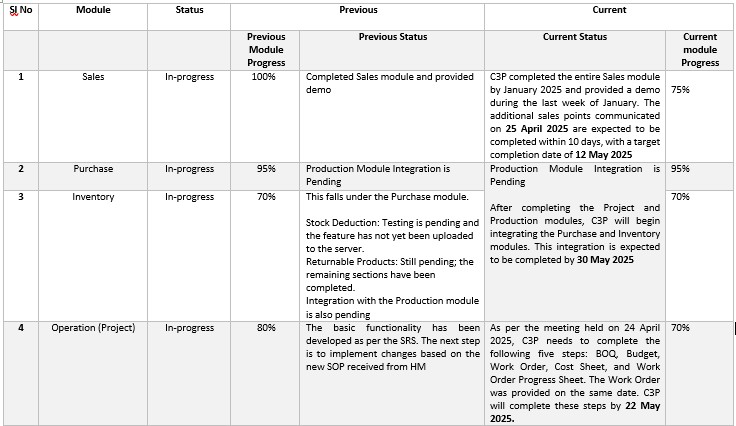 Sl No Module Status Previous Current
Previous Module Progress Previous Status Current Status Current module Progress
1 Sales In-progress 100% Completed Sales module and provided demo
C3P completed the entire Sales module
by January 2025 and provided a demo
during the last week of January. The
additional sales points communicated
on 25 April 2025 are expected to be
completed within 10 days, with a target
completion date of 12 May 2025
75%
2 Purchase In-progress 95% Production Module Integration is
Pending
Production Module Integration is
Pending
95%
3 Inventory In-progress 70% This falls under the Purchase module.
Stock Deduction: Testing is pending and
the feature has not yet been uploaded
to the server.
Returnable Products: Still pending; the
remaining sections have been
completed.
Integration with the Production module
is also pending
After completing the Project and
Production modules, C3P will begin
integrating the Purchase and Inventory
modules. This integration is expected
to be completed by 30 May 2025
70%
4 Operation (Project) In-progress 80% The basic functionality has been
developed as per the SRS. The next step
is to implement changes based on the
new SOP received from HM
As per the meeting held on 24 April
2025, C3P needs to complete the
following five steps: BOQ, Budget,
Work Order, Cost Sheet, and Work
Order Progress Sheet. The Work Order
was provided on the same date. C3P
will complete these steps by 22 May
2025.
70%